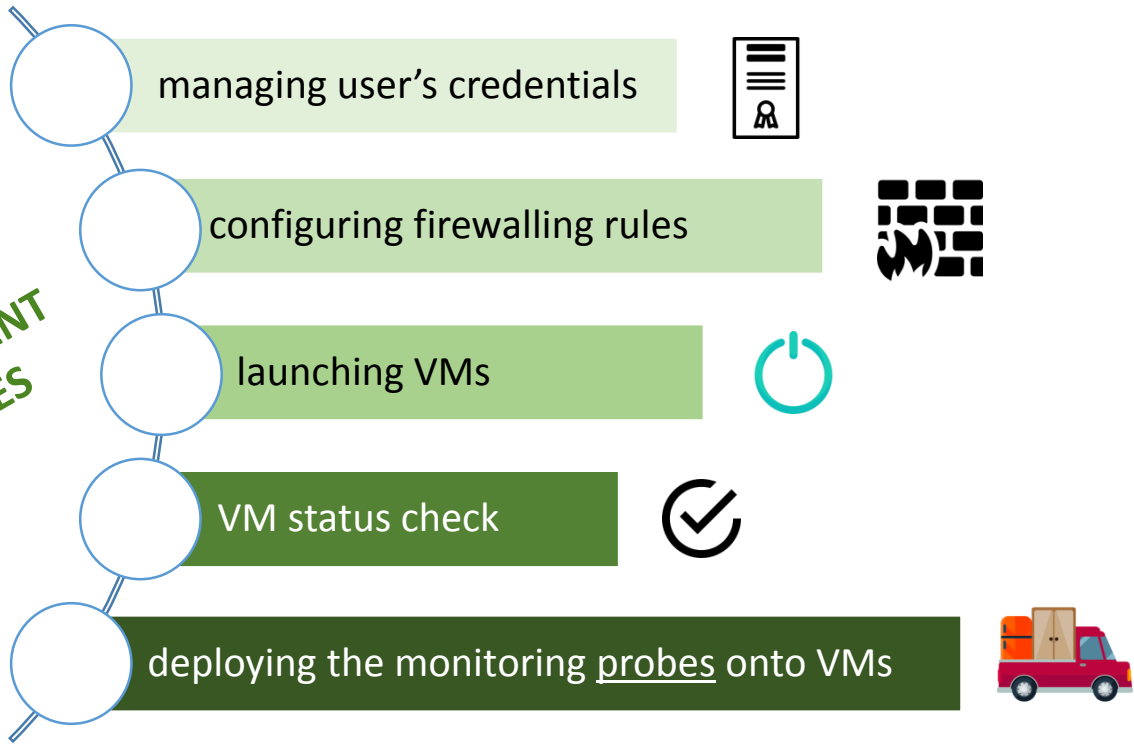 managing user’s credentials
configuring firewalling rules
launching VMs
VM status check
deploying the monitoring probes onto VMs